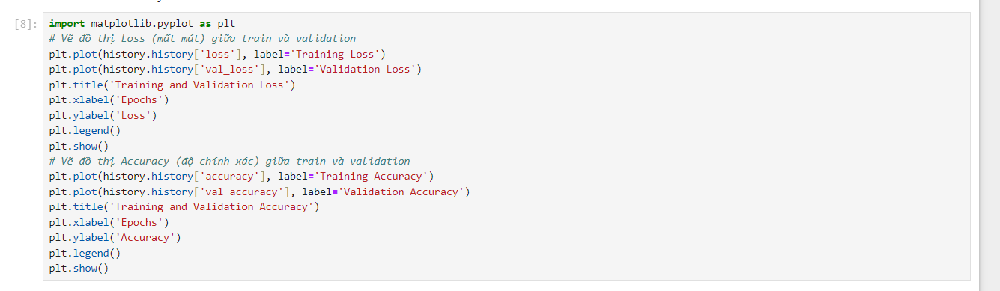 [8]:
import matplotlib.pyplot as plt
# Vẽ đồ thị Loss (mất mát) giữa train và validation
plt.plot(history.history['loss'], label='Training Loss')
plt.plot(history.history['val_loss'], label='Validation Loss')
plt.title('Training and Validation Loss')
plt.xlabel('Epochs')
plt.ylabel('Loss')
plt.legend()
plt.show()
# Vẽ đồ thị Accuracy (độ chính xác) giữa train và validation
plt.plot(history.history['accuracy'], label='Training Accuracy')
plt.plot(history.history['val_accuracy'], label='Validation Accuracy')
plt.title('Training and Validation Accuracy')
plt.xlabel('Epochs')
plt.ylabel('Accuracy')
plt.legend()
plt.show()